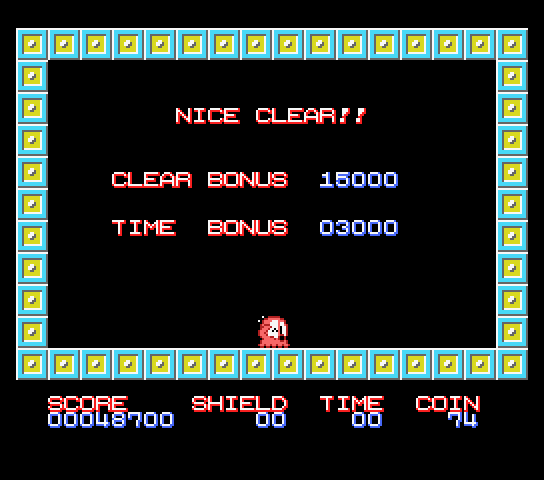 NICE CLEAR!!
CLEAR BONUS 15000
TIME BONUS 03000
SCORE SHIELD TIME COIN
00048700 00 00 74